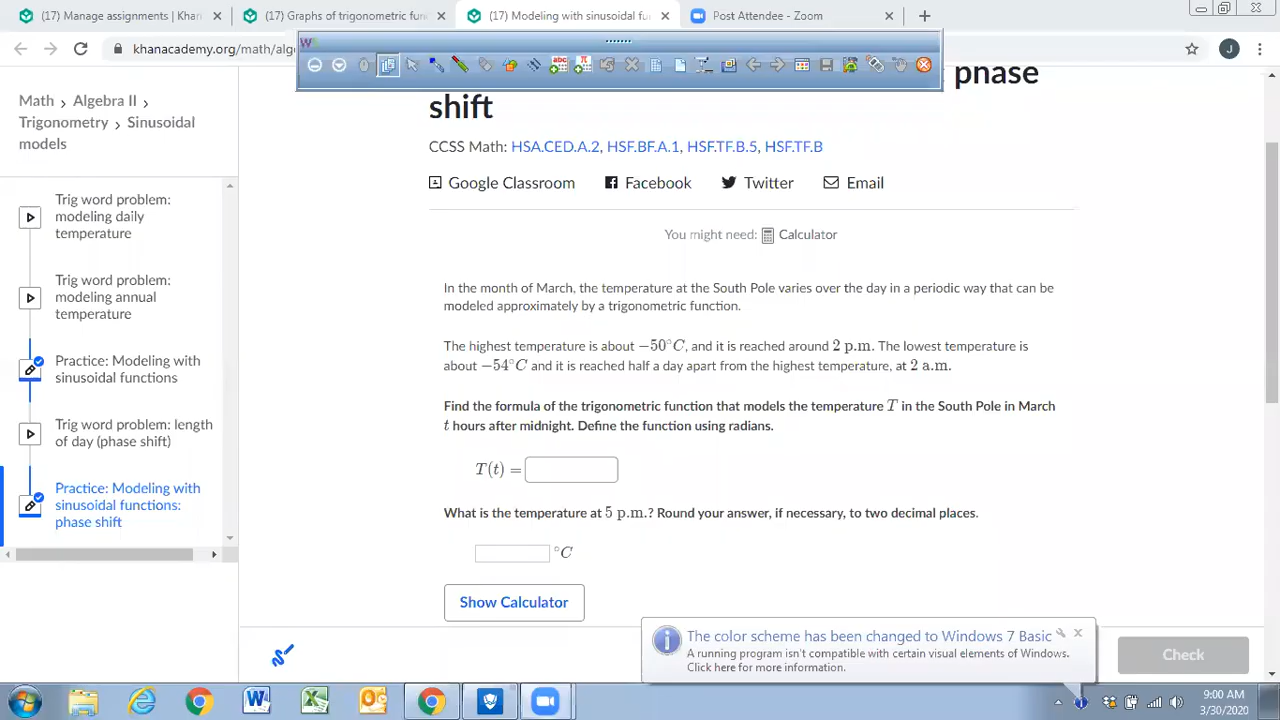 (17) Manage assignments | Khan
(17) Graphs of trigonometric fun
(17) Modeling with sinusoidal fu
Post Attendee - Zoom
khanacademy.org/math/alg
J
phase
shift
Math
Algebra II
Trigonometry
Sinusoidal
models
Trig word problem:
modeling daily
temperature
Trig word problem:
modeling annual
temperature
Practice: Modeling with
sinusoidal functions
Trig word problem: length
of day (phase shift)
Practice: Modeling with
sinusoidal functions:
phase shift
CCSS Math: HSA.CED.A.2, HSF.BF.A.1, HSF.TF.B.5, HSF.TF.B
Google Classroom Facebook Twitter Email
You might need: Calculator
In the month of March, the temperature at the South Pole varies over the day in a periodic way that can be
modeled approximately by a trigonometric function.
The highest temperature is about −50°C, and it is reached around 2 p.m. The lowest temperature is
about −54°C and it is reached half a day apart from the highest temperature, at 2 a.m.
Find the formula of the trigonometric function that models the temperature T in the South Pole in March
t hours after midnight. Define the function using radians.
T(t) =
What is the temperature at 5 p.m.? Round your answer, if necessary, to two decimal places.
°C
Show Calculator
The color scheme has been changed to Windows 7 Basic
A running program isn't compatible with certain visual elements of Windows.
Click here for more information.
Check
9:00 AM
3/30/2020